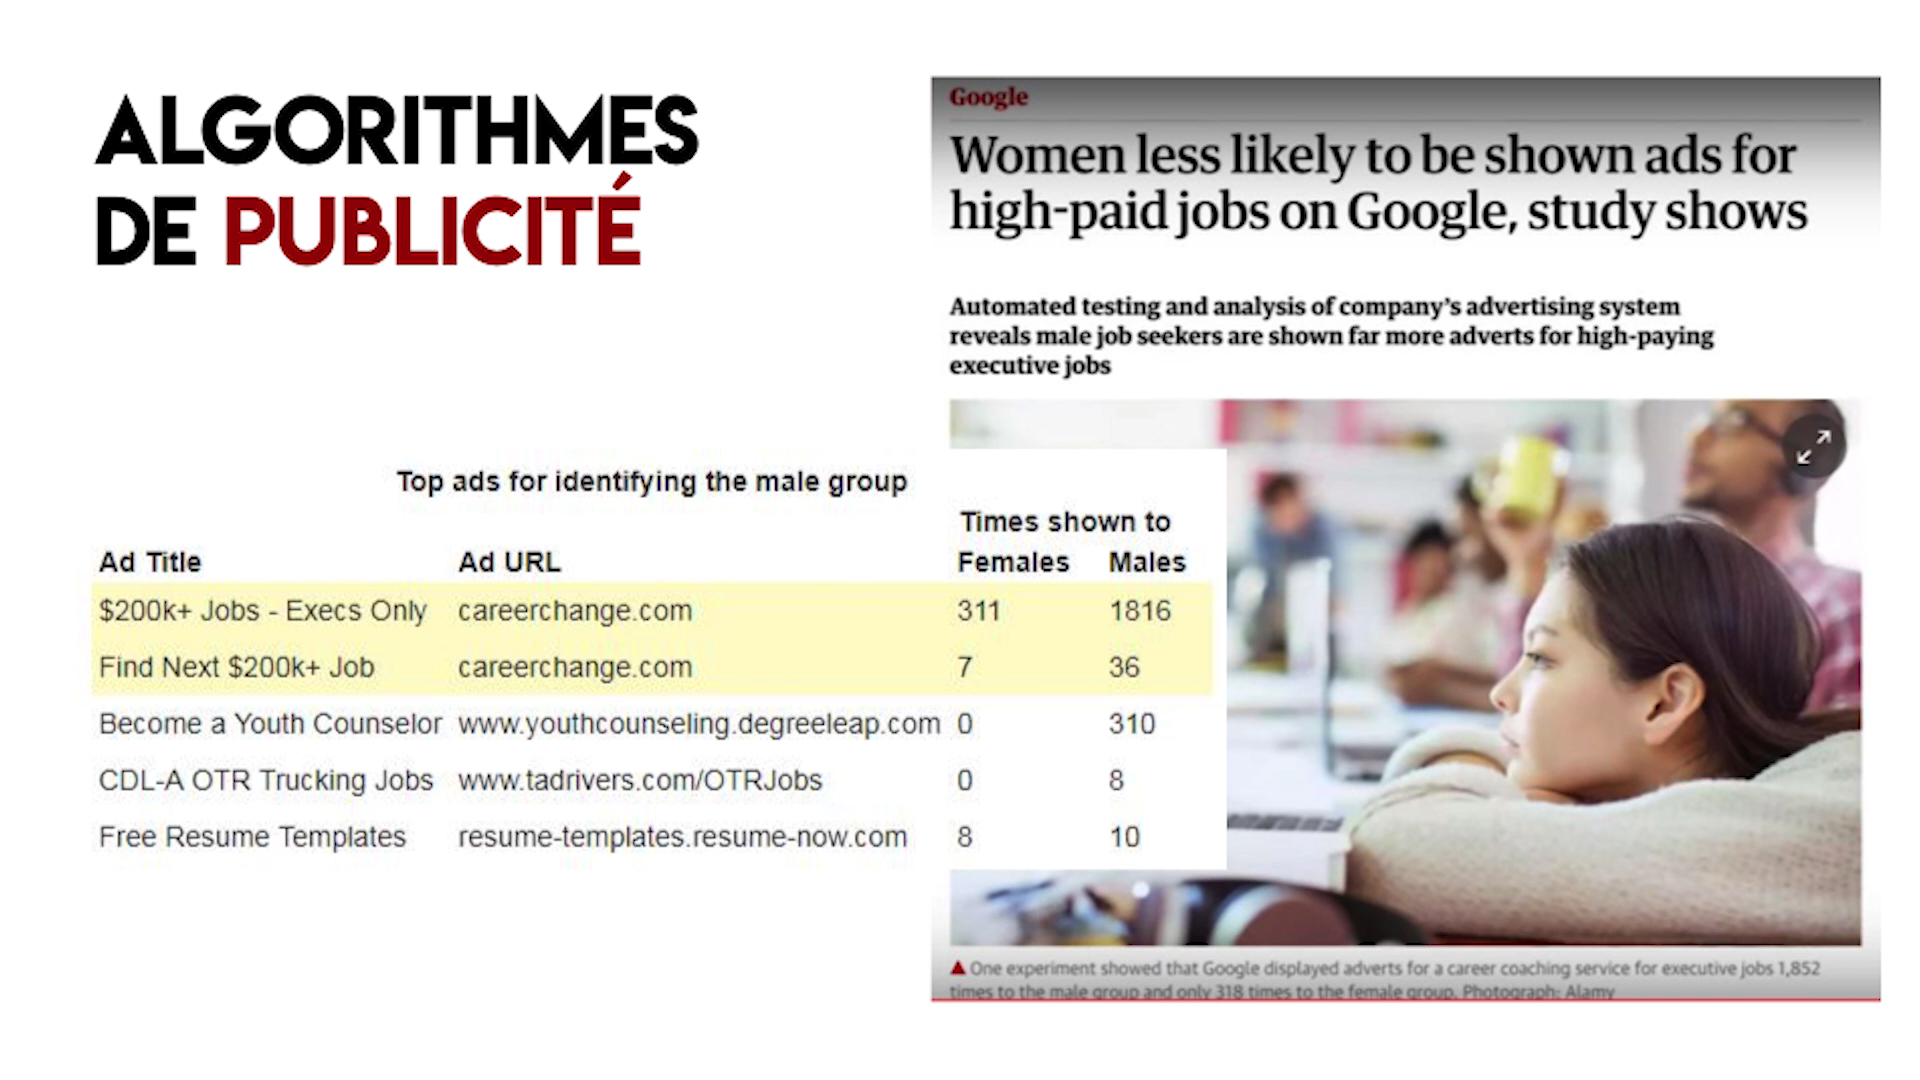 ALGORITHMES
DE PUBLICITÉ
Google
Women less likely to be shown ads for
high-paid jobs on Google, study shows
Automated testing and analysis of company's advertising system
reveals male job seekers are shown far more adverts for high-paying
executive jobs
Top ads for identifying the male group
Times shown to
Ad Title Ad URL Females Males
$200k+ Jobs - Execs Only careerchange.com 311 1816
Find Next $200k+ Job careerchange.com 7 36
Become a Youth Counselor www.youthcounseling.degreeleap.com 0 310
CDL-A OTR Trucking Jobs www.tadrivers.com/OTRJobs 0 8
Free Resume Templates resume-templates.resume-now.com 8 10
One experiment showed that Google displayed adverts for a career coaching service for executive jobs 1,852
times to the male group and only 318 times to the female group. Photograph: Alamy